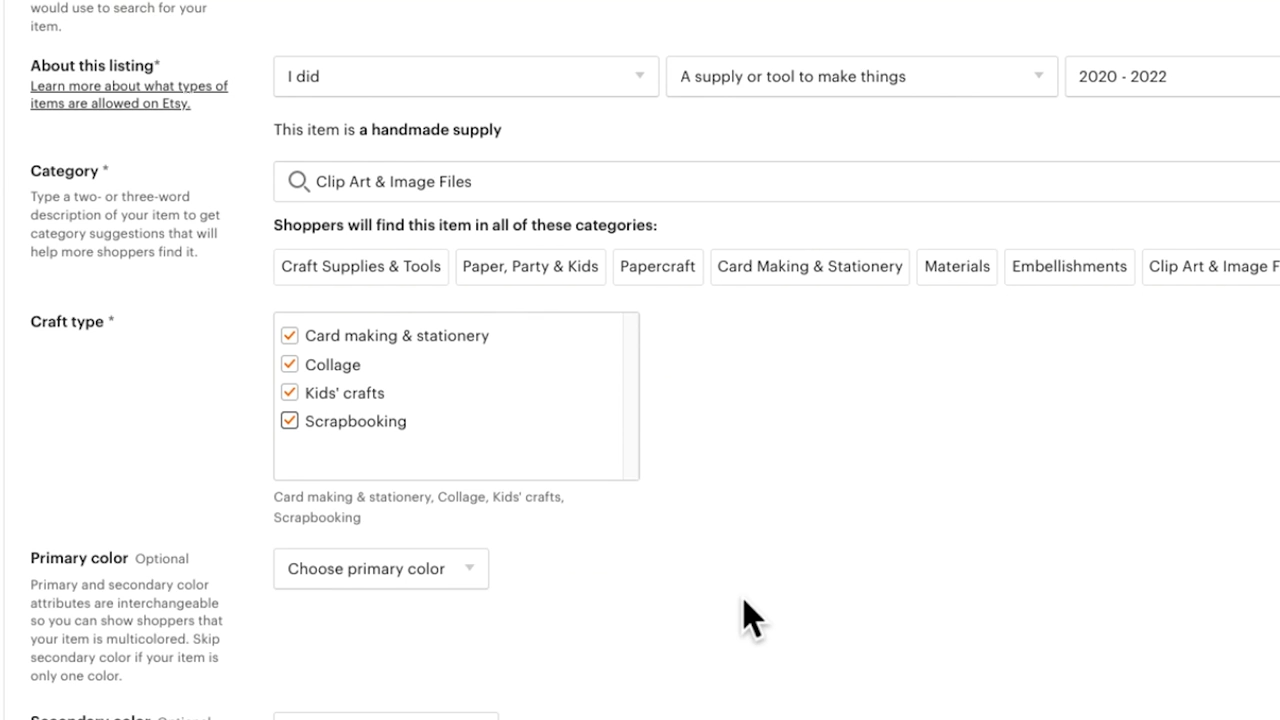 would use to search for your
item.
About this listing*
Learn more about what types of
items are allowed on Etsy.
I did
A supply or tool to make things
2020 - 2022
This item is a handmade supply
Category *
Type a two- or three-word
description of your item to get
category suggestions that will
help more shoppers find it.
Clip Art & Image Files
Shoppers will find this item in all of these categories:
Craft Supplies & Tools
Paper, Party & Kids
Papercraft
Card Making & Stationery
Materials
Embellishments
Clip Art & Image F
Craft type *
Card making & stationery
Collage
Kids' crafts
Scrapbooking
Card making & stationery, Collage, Kids' crafts,
Scrapbooking
Primary color Optional
Primary and secondary color
attributes are interchangeable
so you can show shoppers that
your item is multicolored. Skip
secondary color if your item is
only one color.
Choose primary color
Secondary color Optional